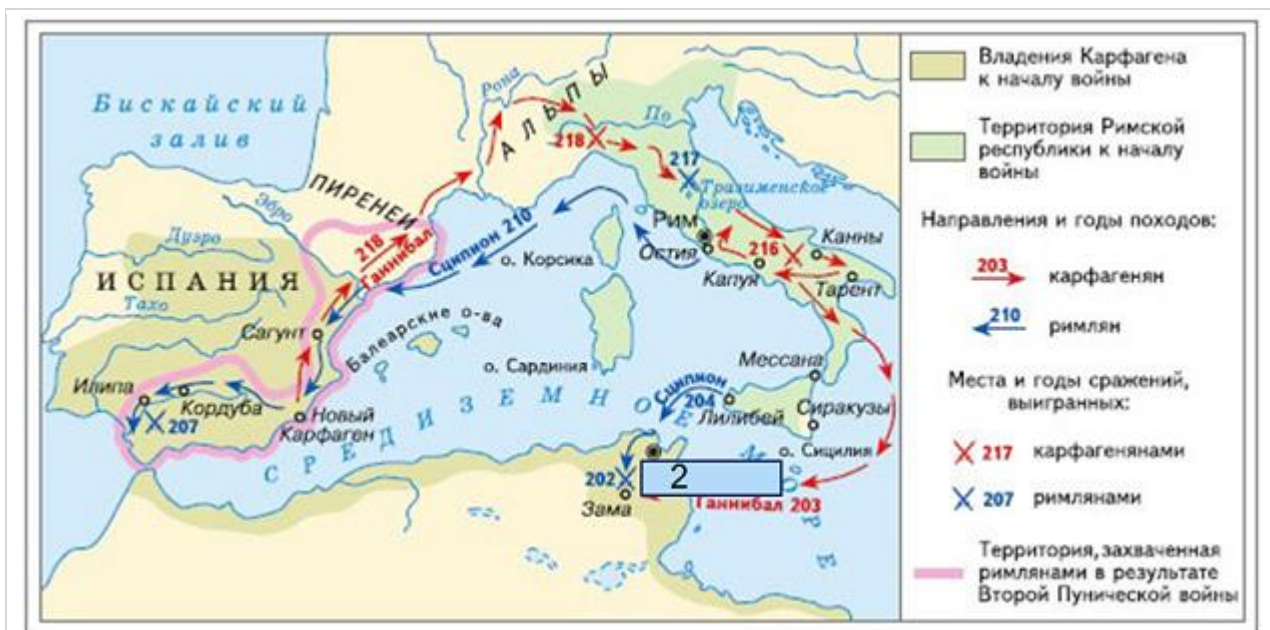 Бискайский
залив
Рона
АЛЬПЫ
По
218
217
Тразименское
озеро
ПИРЕНЕИ
Эбро
Дуэро
218
Ганнибал
Сципион 210
о. Корсика
Рим
Остия
216
Канны
Капуя
Тарент
ИСПАНИЯ
Тахо
Сагунт
Балеарские о-ва
о. Сардиния
Мессана
Илипа
Кордуба
207
Новый
Карфаген
Сципион
204
Лилибей
Сиракузы
о. Сицилия
СРЕДИЗЕМНОЕ
202
2
Зама
Ганнибал 203
Владения Карфагена
к началу войны
Территория Римской
республики к началу
войны
Направления и годы походов:
203 карфагенян
210 римлян
Места и годы сражений,
выигранных:
217 карфагенянами
207 римлянами
Территория, захваченная
римлянами в результате
Второй Пунической войны